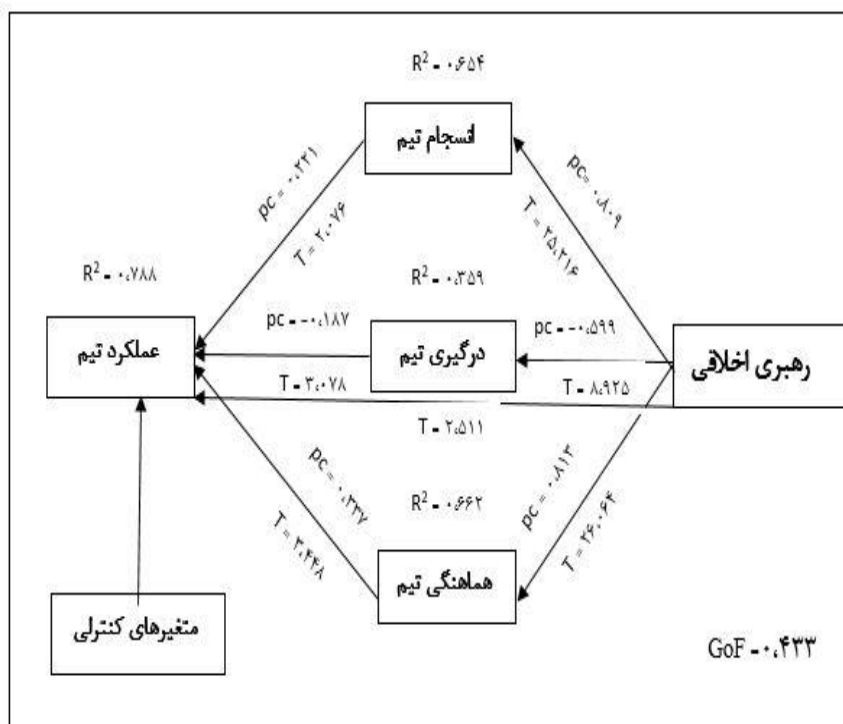 R² = ۰،۶۵۴
انسجام تیم
pc = ۰،۲۲۱
T = ۲،۰۷۶
pc= ۰،۸۰۹
T = ۲۵،۲۱۶
R² = ۰،۷۸۸
R² = ۰،۳۵۹
عملکرد تیم
pc = -۰،۱۸۷
درگیری تیم
pc = -۰،۵۹۹
رهبری اخلاقی
T = ۳،۰۷۸
T = ۸،۹۲۵
T = ۲،۵۱۱
pc = ۰،۳۳۷
T = ۳،۴۴۸
R² = ۰،۶۶۲
pc = ۰،۸۱۳
T = ۲۶،۰۶۴
هماهنگی تیم
متغیرهای کنترلی
GoF = ۰،۴۳۳